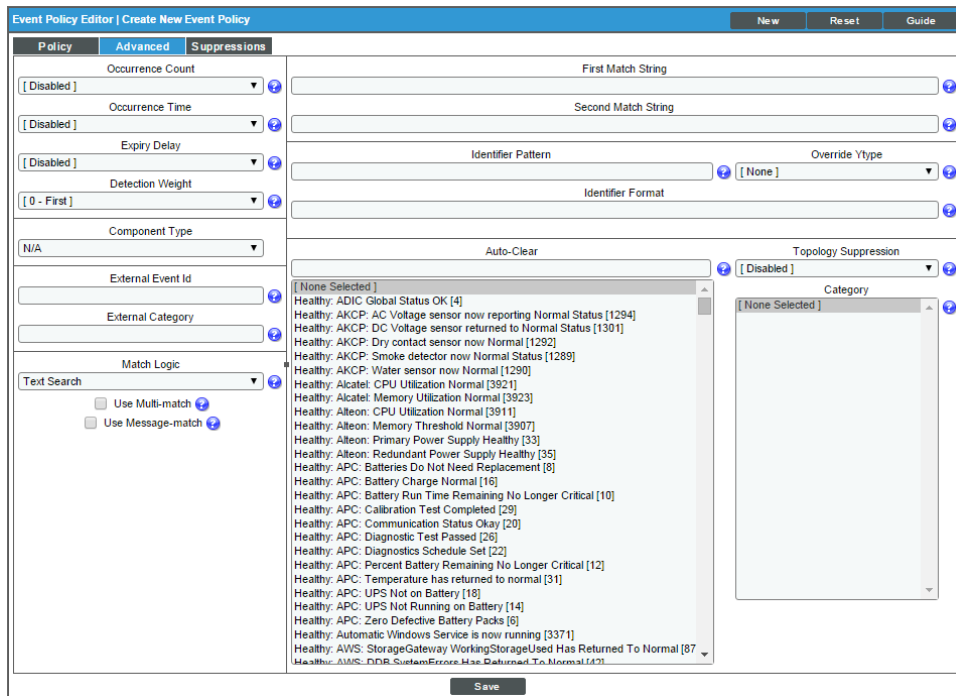 Event Policy Editor | Create New Event Policy
New Reset Guide
Policy Advanced Suppressions
Occurrence Count
[ Disabled ]
Occurrence Time
[ Disabled ]
Expiry Delay
[ Disabled ]
Detection Weight
[ 0 - First ]
Component Type
N/A
External Event Id
External Category
Match Logic
Text Search
Use Multi-match
Use Message-match
First Match String
Second Match String
Identifier Pattern
Override Ytype
[ None ]
Identifier Format
Auto-Clear
[ None Selected ]
Healthy: ADIC Global Status OK [4]
Healthy: AKCP: AC Voltage sensor now reporting Normal Status [1294]
Healthy: AKCP: DC Voltage sensor returned to Normal Status [1301]
Healthy: AKCP: Dry contact sensor now Normal [1292]
Healthy: AKCP: Smoke detector now Normal Status [1289]
Healthy: AKCP: Water sensor now Normal [1290]
Healthy: Alcatel: CPU Utilization Normal [3921]
Healthy: Alcatel: Memory Utilization Normal [3923]
Healthy: Alteon: CPU Utilization Normal [3911]
Healthy: Alteon: Memory Threshold Normal [3907]
Healthy: Alteon: Primary Power Supply Healthy [33]
Healthy: Alteon: Redundant Power Supply Healthy [35]
Healthy: APC: Batteries Do Not Need Replacement [8]
Healthy: APC: Battery Charge Normal [16]
Healthy: APC: Battery Run Time Remaining No Longer Critical [10]
Healthy: APC: Calibration Test Completed [29]
Healthy: APC: Communication Status Okay [20]
Healthy: APC: Diagnostic Test Passed [26]
Healthy: APC: Diagnostics Schedule Set [22]
Healthy: APC: Percent Battery Remaining No Longer Critical [12]
Healthy: APC: Temperature has returned to normal [31]
Healthy: APC: UPS Not on Battery [18]
Healthy: APC: UPS Not Running on Battery [14]
Healthy: APC: Zero Defective Battery Packs [6]
Healthy: Automatic Windows Service is now running [3371]
Healthy: AWS: StorageGateway WorkingStorageUsed Has Returned To Normal [87
Healthy: AWS: DDB SystemErrors Has Returned To Normal [42]
Topology Suppression
[ Disabled ]
Category
[ None Selected ]
Save